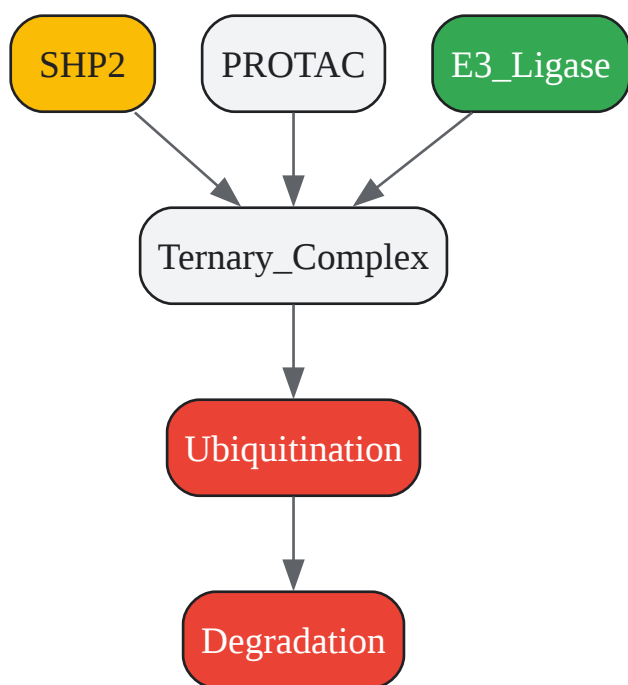 SHP2
PROTAC
E3_Ligase
Ternary_Complex
Ubiquitination
Degradation